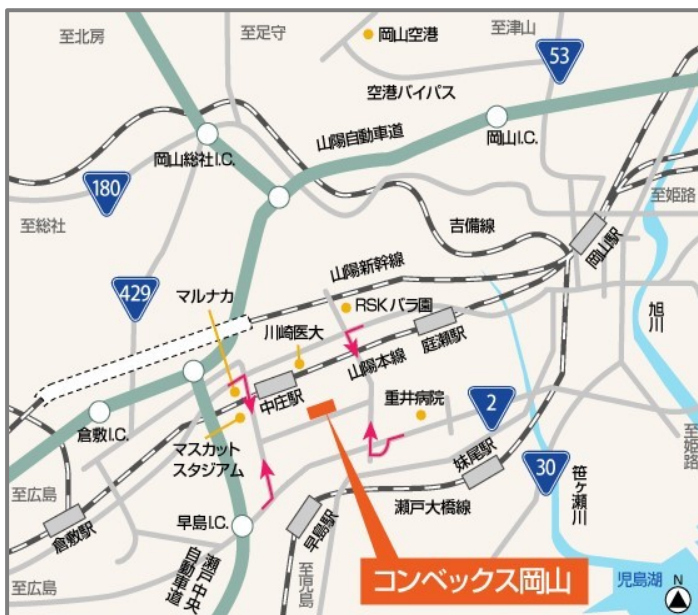 至北房
至足守
岡山空港
至津山
53
空港バイパス
岡山総社I.C.
山陽自動車道
岡山I.C.
180
至総社
吉備線
岡山駅
至姫路
429
マルナカ
山陽新幹線
RSKバラ園
旭川
川崎医大
山陽本線
庭瀬駅
中庄駅
重井病院
2
倉敷I.C.
マスカット
スタジアム
妹尾駅
30
至姫路
至広島
笹ヶ瀬川
倉敷駅
早島I.C.
早島駅
瀬戸大橋線
至広島
瀬戸中央
自動車道
至児島
コンベックス岡山
児島湖
N